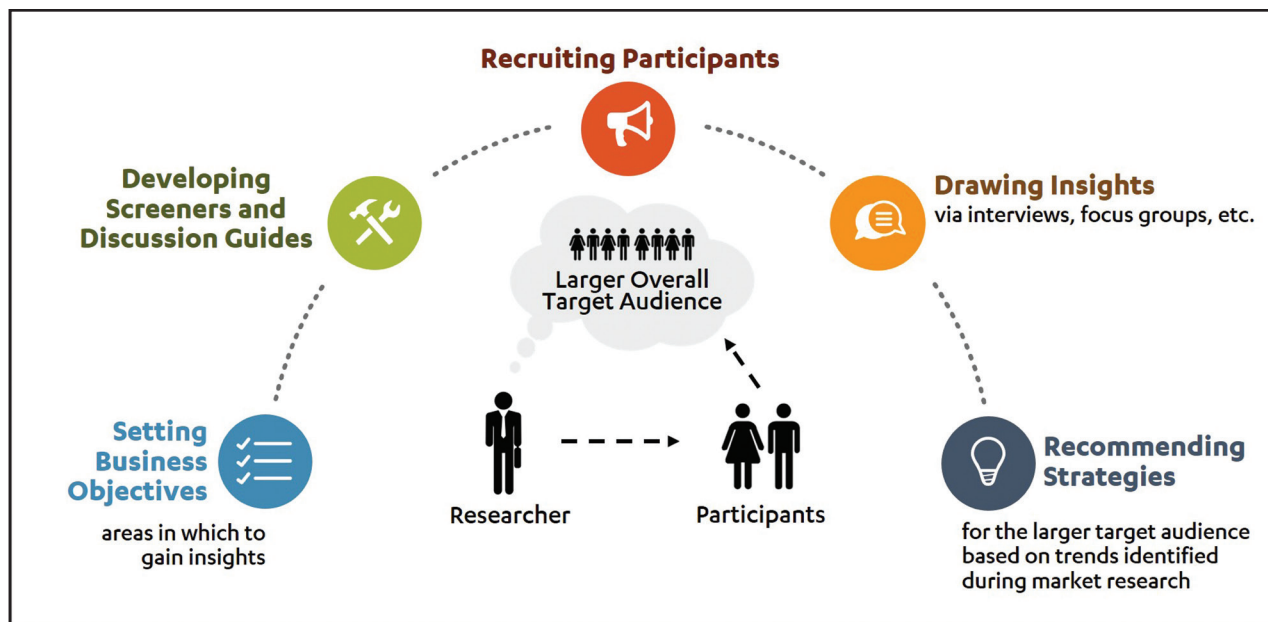 Recruiting Participants
Developing
Screeners and
Discussion Guides
Drawing Insights
via interviews, focus groups, etc.
Larger Overall
Target Audience
Setting
Business
Objectives
areas in which to
gain insights
Researcher
Participants
Recommending
Strategies
for the larger target audience
based on trends identified
during market research